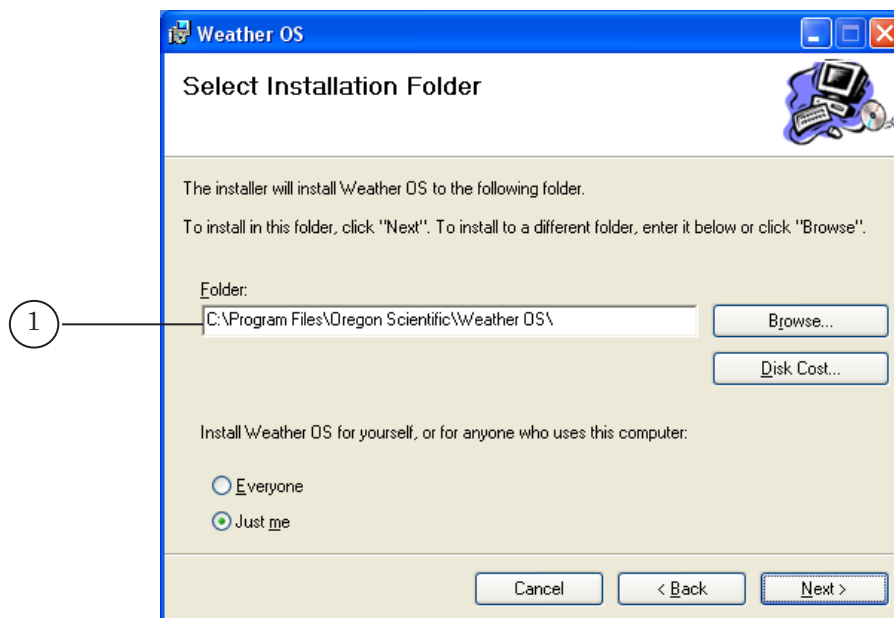 Weather OS
Select Installation Folder
The installer will install Weather OS to the following folder.
To install in this folder, click "Next". To install to a different folder, enter it below or click "Browse".
Folder:
1
C:\Program Files\Oregon Scientific\Weather OS\
Browse...
Disk Cost...
Install Weather OS for yourself, or for anyone who uses this computer:
Everyone
Just me
Cancel
< Back
Next >